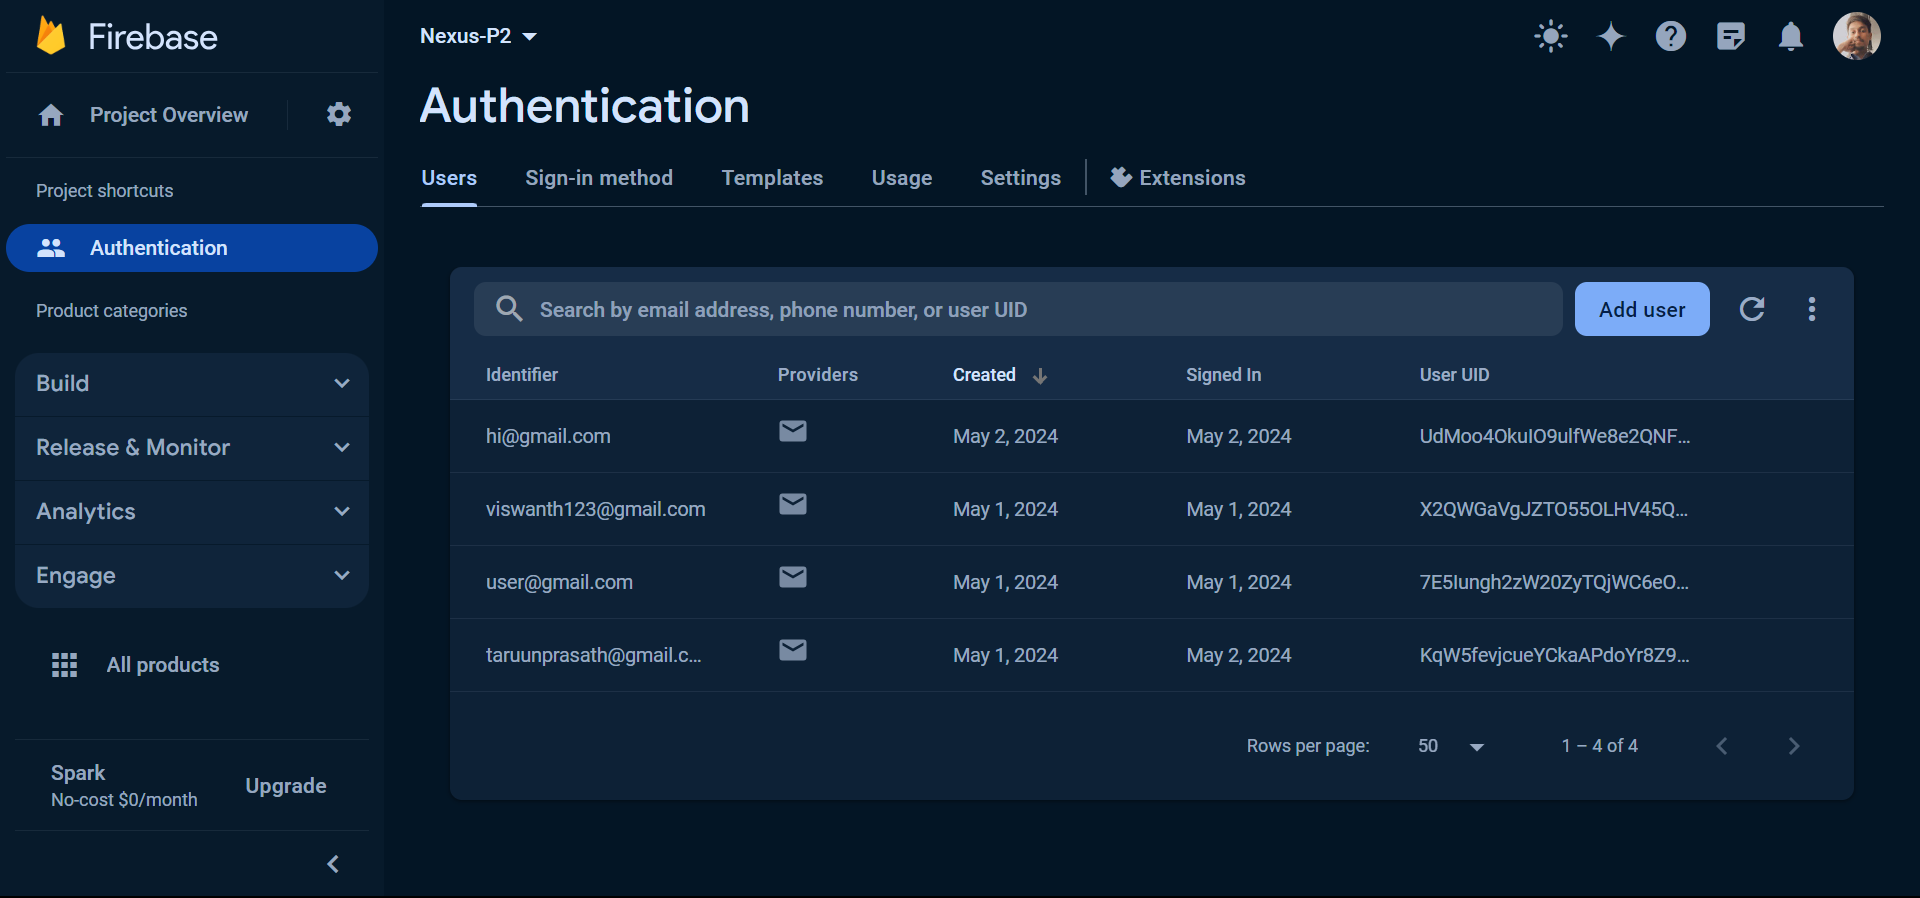 Firebase
Nexus-P2
Project Overview
Authentication
Users Sign-in method Templates Usage Settings Extensions
Project shortcuts
Authentication
Product categories
Build
Release & Monitor
Analytics
Engage
All products
Spark
No-cost $0/month
Upgrade
Search by email address, phone number, or user UID
Add user
Identifier Providers Created Signed In User UID
hi@gmail.com May 2, 2024 May 2, 2024 UdMoo4OkuIO9ulfWe8e2QNF...
viswanth123@gmail.com May 1, 2024 May 1, 2024 X2QWGaVgJZTO55OLHV45Q...
user@gmail.com May 1, 2024 May 1, 2024 7E5Iungh2zW20ZyTQjWC6eO...
taruunprasath@gmail.c... May 1, 2024 May 2, 2024 KqW5fevjcueYCkaAPdoYr8Z9...
Rows per page: 50 1 – 4 of 4